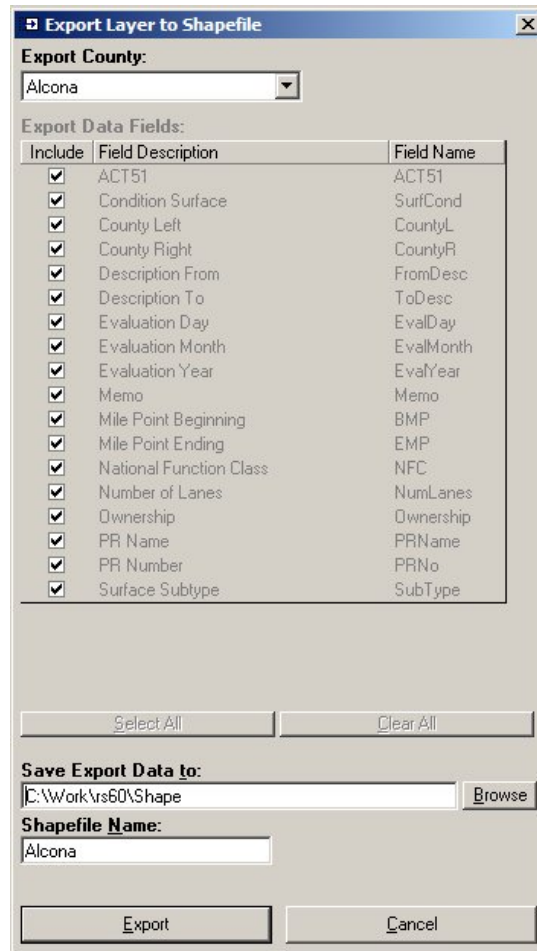 Export Layer to Shapefile
Export County:
Alcona
Export Data Fields:
Include Field Description Field Name
ACT51 ACT51
Condition Surface SurfCond
County Left CountyL
County Right CountyR
Description From FromDesc
Description To ToDesc
Evaluation Day EvalDay
Evaluation Month EvalMonth
Evaluation Year EvalYear
Memo Memo
Mile Point Beginning BMP
Mile Point Ending EMP
National Function Class NFC
Number of Lanes NumLanes
Ownership Ownership
PR Name PRName
PR Number PRNo
Surface Subtype SubType
Select All Clear All
Save Export Data to:
C:\Work\rs60\Shape Browse
Shapefile Name:
Alcona
Export Cancel